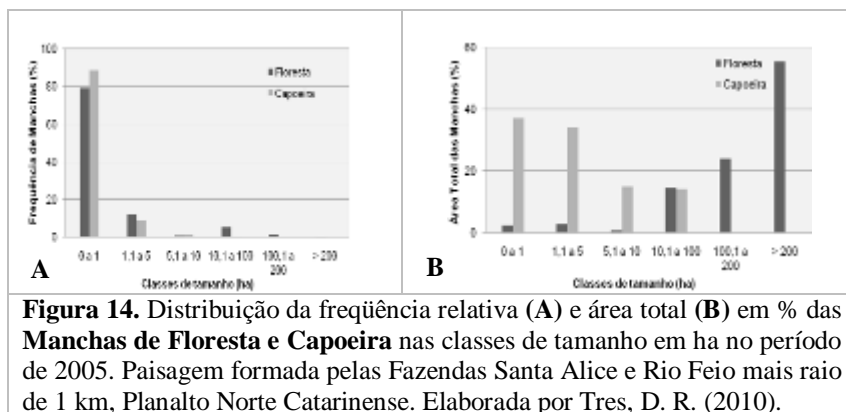 100
80
60
40
20
0
Frequência de Manchas (%)
Floresta
Capoeira
0 a 1
1,1 a 5
5,1 a 10
10,1 a 100
100,1 a 200
> 200
Classes de tamanho (ha)
A
60
40
20
0
Área Total das Manchas (%)
Floresta
Capoeira
0 a 1
1,1 a 5
5,1 a 10
10,1 a 100
100,1 a 200
> 200
Classes de tamanho (ha)
B
Figura 14. Distribuição da freqüência relativa (A) e área total (B) em % das
Manchas de Floresta e Capoeira nas classes de tamanho em ha no período
de 2005. Paisagem formada pelas Fazendas Santa Alice e Rio Feio mais raio
de 1 km, Planalto Norte Catarinense. Elaborada por Tres, D. R. (2010).